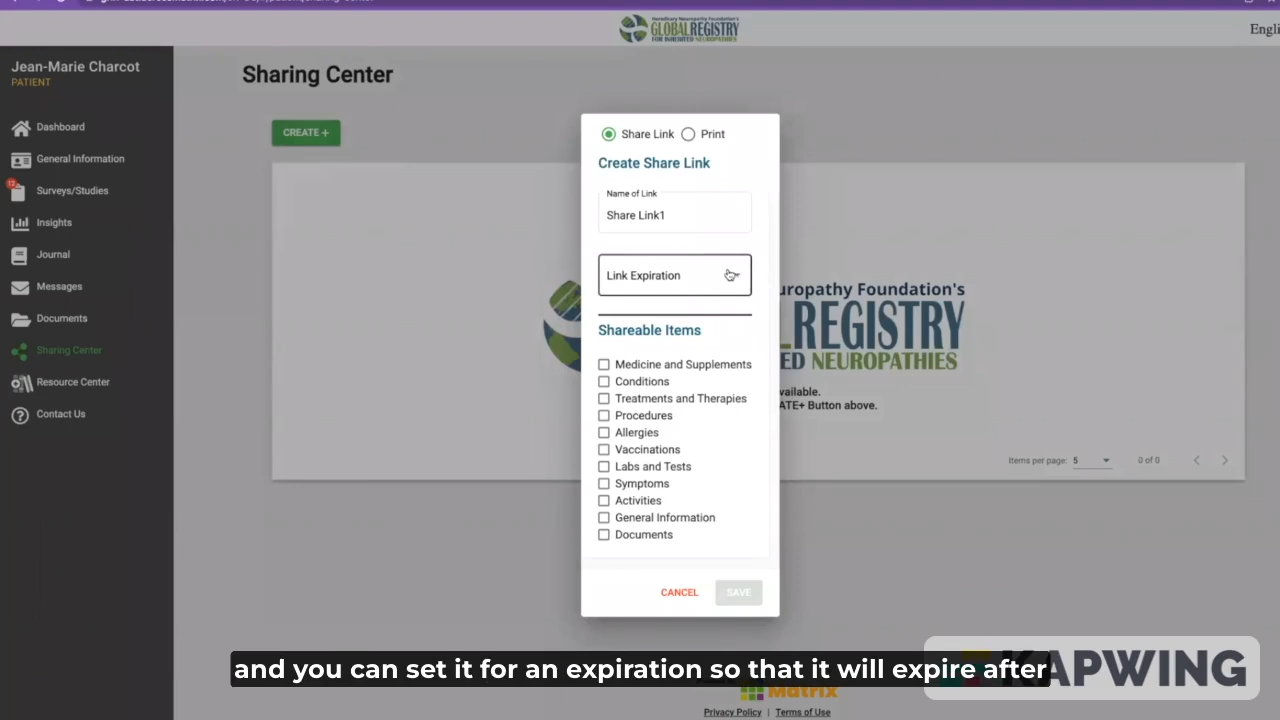 Hereditary Neuropathy Foundation's
GLOBAL REGISTRY
FOR INHERITED NEUROPATHIES
Engli
Jean-Marie Charcot
PATIENT
Dashboard
General Information
12
Surveys/Studies
Insights
Journal
Messages
Documents
Sharing Center
Resource Center
Contact Us
Sharing Center
CREATE +
Share Link Print
Create Share Link
Name of Link
Share Link1
Link Expiration
Shareable Items
Medicine and Supplements
Conditions
Treatments and Therapies
Procedures
Allergies
Vaccinations
Labs and Tests
Symptoms
Activities
General Information
Documents
CANCEL SAVE
Foundation's
REGISTRY
NEUROPATHIES
ATE+ Button above.
Items per page: 5 0 of 0
and you can set it for an expiration so that it will expire after
KAPWING
Matrix
Privacy Policy | Terms of Use